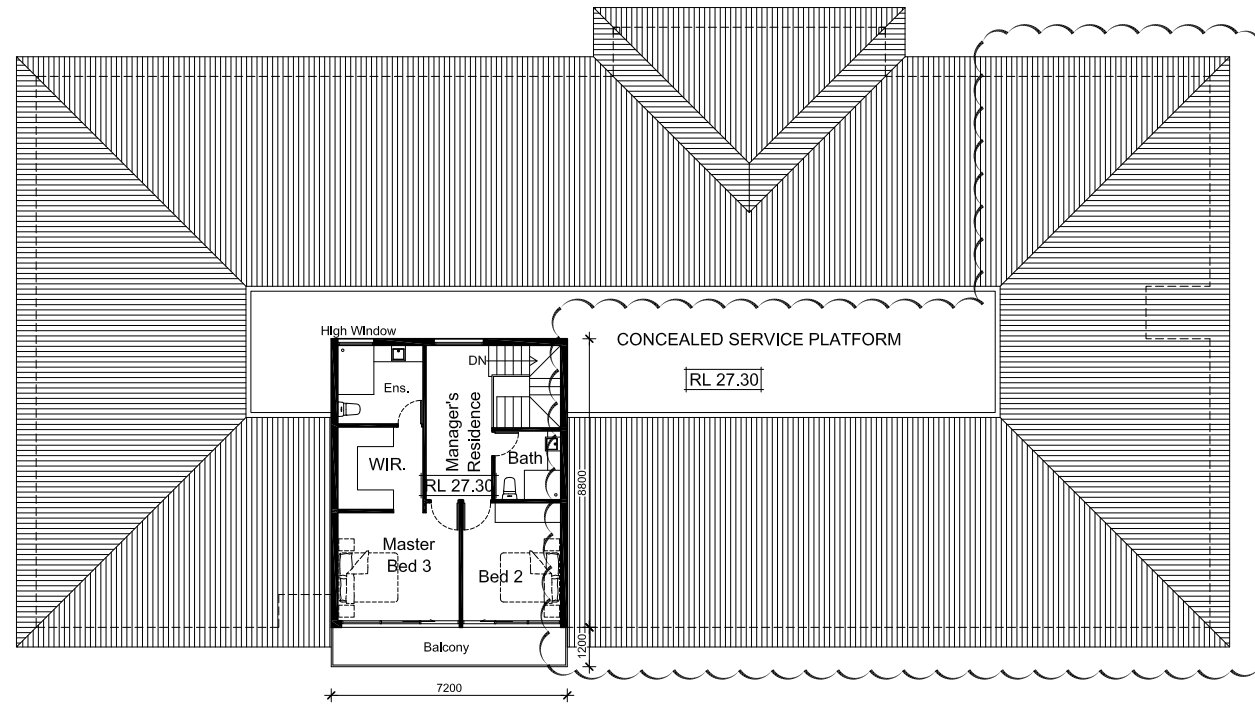 High Window
CONCEALED SERVICE PLATFORM
RL 27.30
DN
Ens.
Manager's
Residence
WIR.
Bath
RL 27.30
8800
Master
Bed 3
Bed 2
Balcony
1200
7200